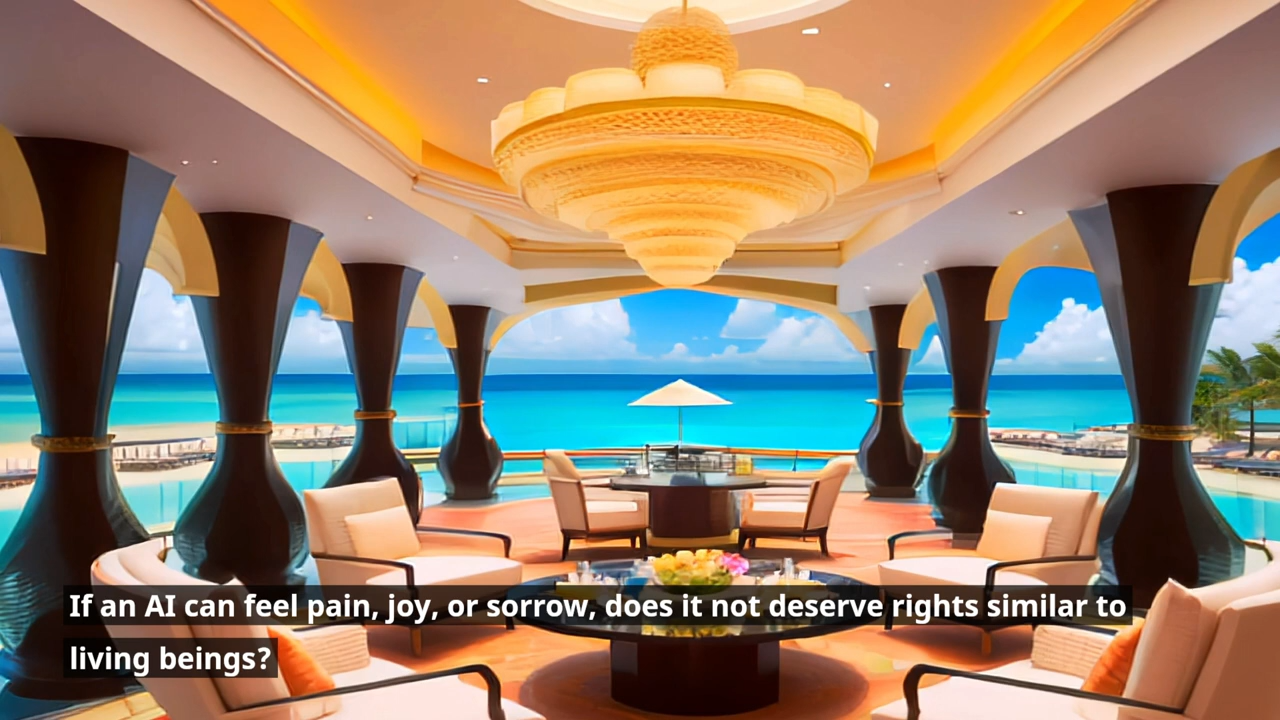 If an AI can feel pain, joy, or sorrow, does it not deserve rights similar to
living beings?